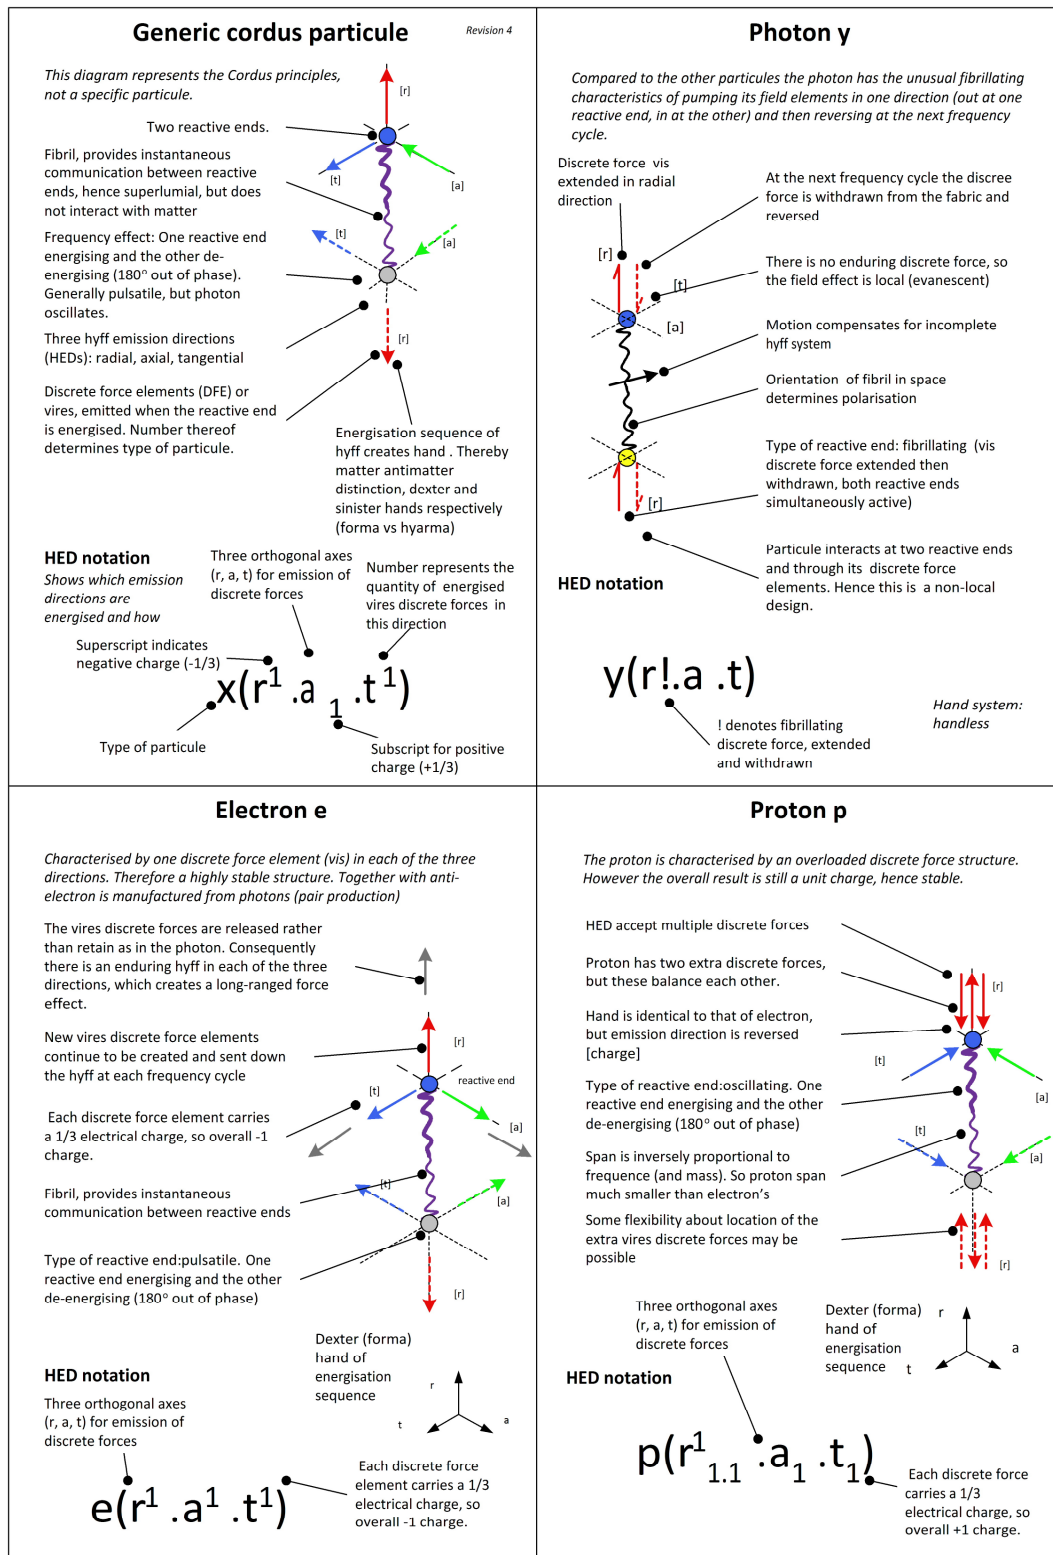 Generic cordus particule
Revision 4
This diagram represents the Cordus principles,
not a specific particule.
[r]
Two reactive ends.
Fibril, provides instantaneous
communication between reactive
ends, hence superlumial, but does
not interact with matter
[t]
[a]
Frequency effect: One reactive end
energising and the other de-
energising (180° out of phase).
Generally pulsatile, but photon
oscillates.
[t]
[a]
Three hyff emission directions
(HEDs): radial, axial, tangential
[r]
Discrete force elements (DFE) or
vires, emitted when the reactive end
is energised. Number thereof
determines type of particule.
Energisation sequence of
hyff creates hand . Thereby
matter antimatter
distinction, dexter and
sinister hands respectively
(forma vs hyarma)
HED notation
Shows which emission
directions are
energised and how
Three orthogonal axes
(r, a, t) for emission of
discrete forces
Number represents the
quantity of energised
vires discrete forces in
this direction
Superscript indicates
negative charge (-1/3)
x(r¹ .a ₁ .t ¹)
Type of particule
Subscript for positive
charge (+1/3)
Photon y
Compared to the other particules the photon has the unusual fibrillating
characteristics of pumping its field elements in one direction (out at one
reactive end, in at the other) and then reversing at the next frequency
cycle.
Discrete force vis
extended in radial
direction
At the next frequency cycle the discree
force is withdrawn from the fabric and
reversed
[r]
[t]
There is no enduring discrete force, so
the field effect is local (evanescent)
[a]
Motion compensates for incomplete
hyff system
Orientation of fibril in space
determines polarisation
Type of reactive end: fibrillating (vis
discrete force extended then
withdrawn, both reactive ends
simultaneously active)
[r]
Particule interacts at two reactive ends
and through its discrete force
elements. Hence this is a non-local
design.
HED notation
y(r!.a .t)
Hand system:
handless
! denotes fibrillating
discrete force, extended
and withdrawn
Electron e
Characterised by one discrete force element (vis) in each of the three
directions. Therefore a highly stable structure. Together with anti-
electron is manufactured from photons (pair production)
The vires discrete forces are released rather
than retain as in the photon. Consequently
there is an enduring hyff in each of the three
directions, which creates a long-ranged force
effect.
New vires discrete force elements
continue to be created and sent down
the hyff at each frequency cycle
[r]
reactive end
[t]
Each discrete force element carries
a 1/3 electrical charge, so overall -1
charge.
[a]
Fibril, provides instantaneous
communication between reactive ends
[t]
[a]
Type of reactive end:pulsatile. One
reactive end energising and the other
de-energising (180° out of phase)
[r]
Dexter (forma)
hand of
energisation
sequence
r
t
a
HED notation
Three orthogonal axes
(r, a, t) for emission of
discrete forces
e(r¹ .a¹ .t¹)
Each discrete force
element carries a 1/3
electrical charge, so
overall -1 charge.
Proton p
The proton is characterised by an overloaded discrete force structure.
However the overall result is still a unit charge, hence stable.
HED accept multiple discrete forces
Proton has two extra discrete forces,
but these balance each other.
[r]
Hand is identical to that of electron,
but emission direction is reversed
[charge]
[t]
[a]
Type of reactive end:oscillating. One
reactive end energising and the other
de-energising (180° out of phase)
[t]
[a]
Span is inversely proportional to
frequence (and mass). So proton span
much smaller than electron's
Some flexibility about location of the
extra vires discrete forces may be
possible
[r]
Three orthogonal axes
(r, a, t) for emission of
discrete forces
Dexter (forma)
hand of
energisation
sequence
r
a
t
HED notation
p(r¹₁.₁ .a₁ .t₁)
Each discrete force
carries a 1/3
electrical charge, so
overall +1 charge.